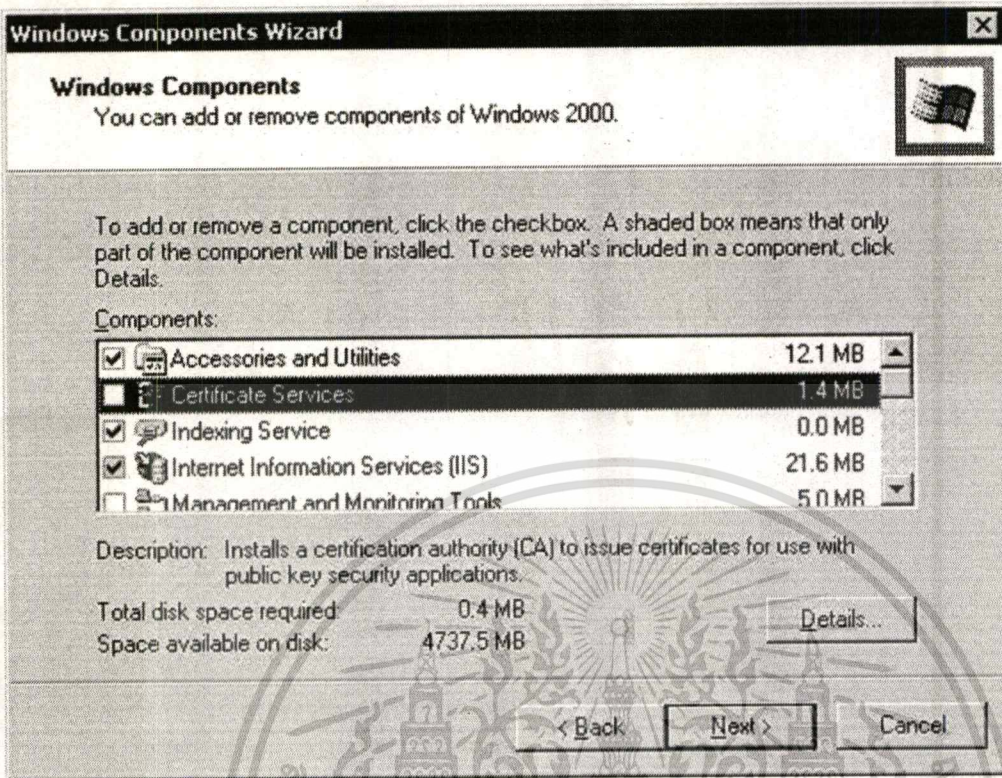 Windows Components Wizard
Windows Components
You can add or remove components of Windows 2000.
To add or remove a component, click the checkbox. A shaded box means that only
part of the component will be installed. To see what's included in a component, click
Details.
Components:
Accessories and Utilities 12.1 MB
Certificate Services 1.4 MB
Indexing Service 0.0 MB
Internet Information Services (IIS) 21.6 MB
Management and Monitoring Tools 5.0 MB
Description: Installs a certification authority (CA) to issue certificates for use with
public key security applications.
Total disk space required: 0.4 MB
Space available on disk: 4737.5 MB
Details...
< Back Next > Cancel